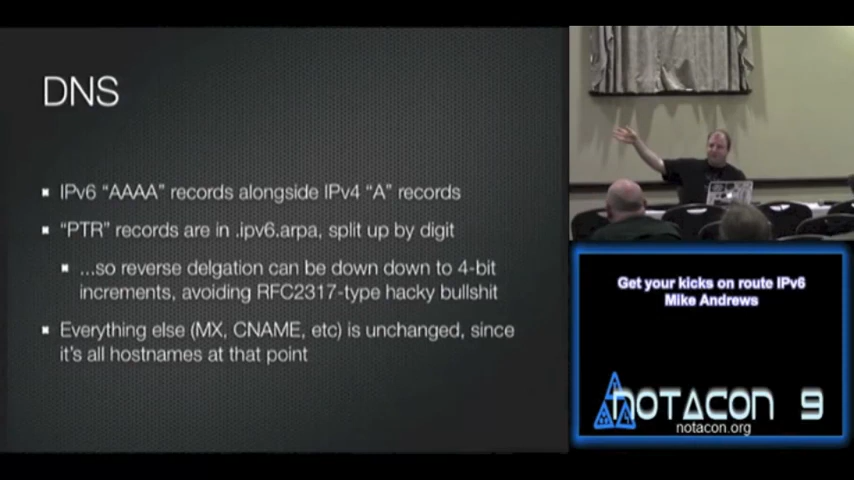 DNS
IPv6 “AAAA” records alongside IPv4 “A” records
“PTR” records are in .ipv6.arpa, split up by digit
...so reverse delgation can be down down to 4-bit
increments, avoiding RFC2317-type hacky bullshit
Everything else (MX, CNAME, etc) is unchanged, since
it’s all hostnames at that point
Get your kicks on route IPv6
Mike Andrews
NOTACON 9
notacon.org